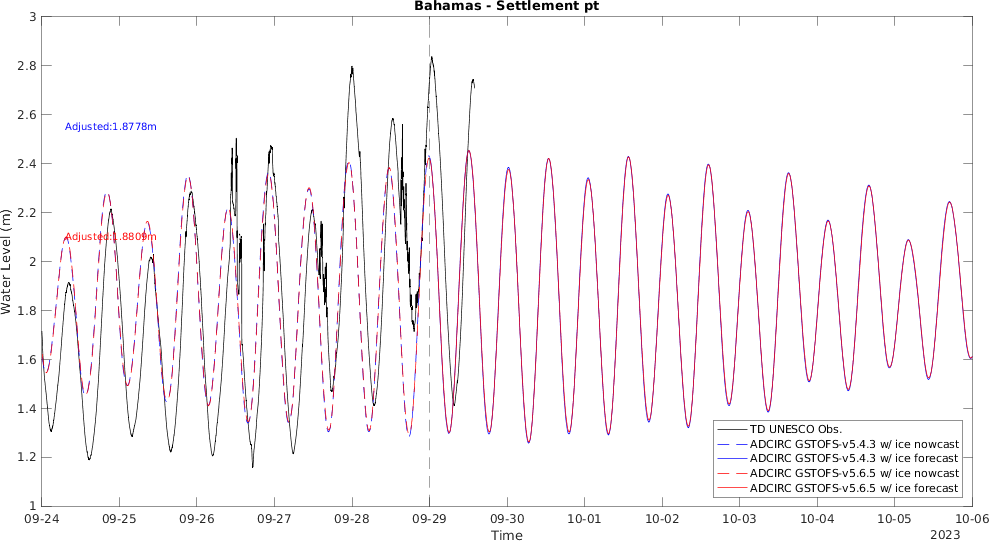 Bahamas - Settlement pt
3
2.8
2.6
2.4
2.2
2
1.8
1.6
1.4
1.2
1
Water Level (m)
Adjusted:1.8778m
Adjusted:1.8809m
TD UNESCO Obs.
ADCIRC GSTOFS-v5.4.3 w/ ice nowcast
ADCIRC GSTOFS-v5.4.3 w/ ice forecast
ADCIRC GSTOFS-v5.6.5 w/ ice nowcast
ADCIRC GSTOFS-v5.6.5 w/ ice forecast
09-24 09-25 09-26 09-27 09-28 09-29 09-30 10-01 10-02 10-03 10-04 10-05 10-06
Time
2023